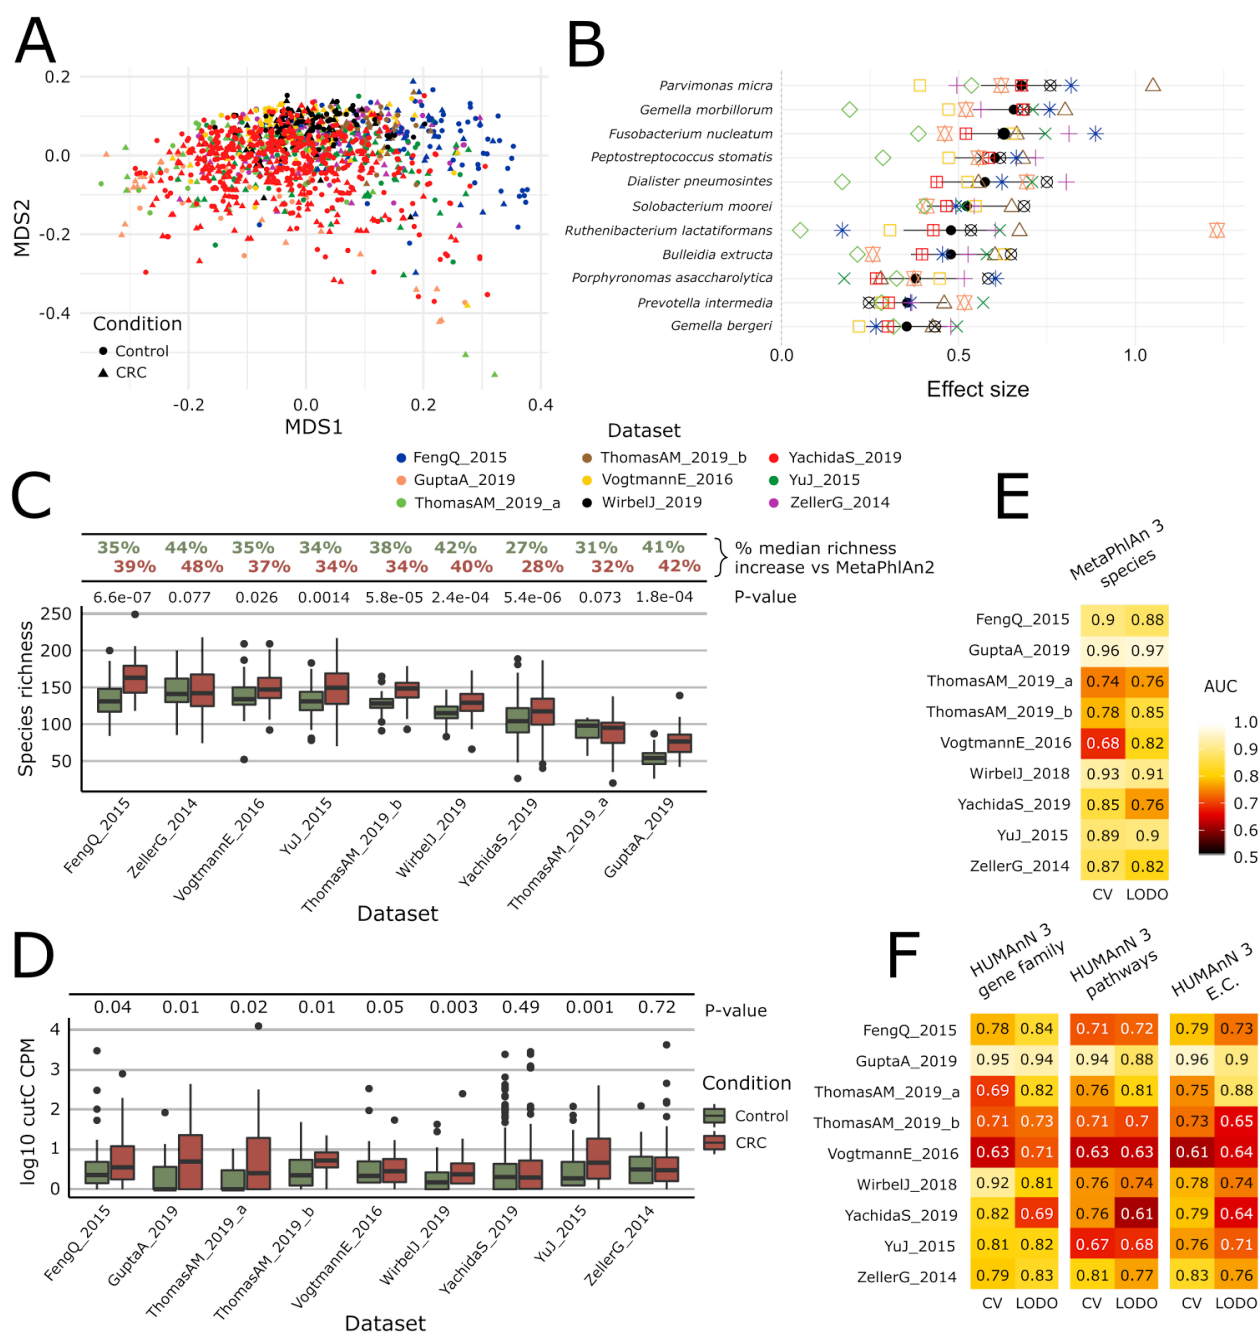 A
0.2
0.0
-0.2
-0.4
MDS2
Condition
Control
CRC
-0.2 0.0 0.2 0.4
MDS1
B
Parvimonas micra
Gemella morbillorum
Fusobacterium nucleatum
Peptostreptococcus stomatis
Dialister pneumosintes
Solobacterium moorei
Ruthenibacterium lactatiformans
Bulleidia extructa
Porphyromonas asaccharolytica
Prevotella intermedia
Gemella bergeri
0.0 0.5 1.0
Effect size
Dataset
FengQ_2015 ThomasAM_2019_b YachidaS_2019
GuptaA_2019 VogtmannE_2016 YuJ_2015
ThomasAM_2019_a WirbelJ_2019 ZellerG_2014
C
35% 44% 35% 34% 38% 42% 27% 31% 41%
39% 48% 37% 34% 34% 40% 28% 32% 42%
% median richness
increase vs MetaPhlAn2
6.6e-07 0.077 0.026 0.0014 5.8e-05 2.4e-04 5.4e-06 0.073 1.8e-04 P-value
250
200
150
100
50
Species richness
FengQ_2015 ZellerG_2014 VogtmannE_2016 YuJ_2015 ThomasAM_2019_b WirbelJ_2019 YachidaS_2019 ThomasAM_2019_a GuptaA_2019
Dataset
D
0.04 0.01 0.02 0.01 0.05 0.003 0.49 0.001 0.72 P-value
4
3
2
1
0
log10 cutC CPM
Condition
Control
CRC
FengQ_2015 GuptaA_2019 ThomasAM_2019_a ThomasAM_2019_b VogtmannE_2016 WirbelJ_2019 YachidaS_2019 YuJ_2015 ZellerG_2014
Dataset
E
MetaPhlAn 3
species
FengQ_2015 0.9 0.88
GuptaA_2019 0.96 0.97
ThomasAM_2019_a 0.74 0.76
ThomasAM_2019_b 0.78 0.85
VogtmannE_2016 0.68 0.82
WirbelJ_2018 0.93 0.91
YachidaS_2019 0.85 0.76
YuJ_2015 0.89 0.9
ZellerG_2014 0.87 0.82
CV LODO
AUC
1.0
0.9
0.8
0.7
0.6
0.5
F
HUMAnN 3
gene family
HUMAnN 3
pathways
HUMAnN 3
E.C.
FengQ_2015 0.78 0.84 0.71 0.72 0.79 0.73
GuptaA_2019 0.95 0.94 0.94 0.88 0.96 0.9
ThomasAM_2019_a 0.69 0.82 0.76 0.81 0.75 0.88
ThomasAM_2019_b 0.71 0.73 0.71 0.7 0.73 0.65
VogtmannE_2016 0.63 0.71 0.63 0.63 0.61 0.64
WirbelJ_2018 0.92 0.81 0.76 0.74 0.78 0.74
YachidaS_2019 0.82 0.69 0.76 0.61 0.79 0.64
YuJ_2015 0.81 0.82 0.67 0.68 0.76 0.71
ZellerG_2014 0.79 0.83 0.81 0.77 0.83 0.76
CV LODO CV LODO CV LODO